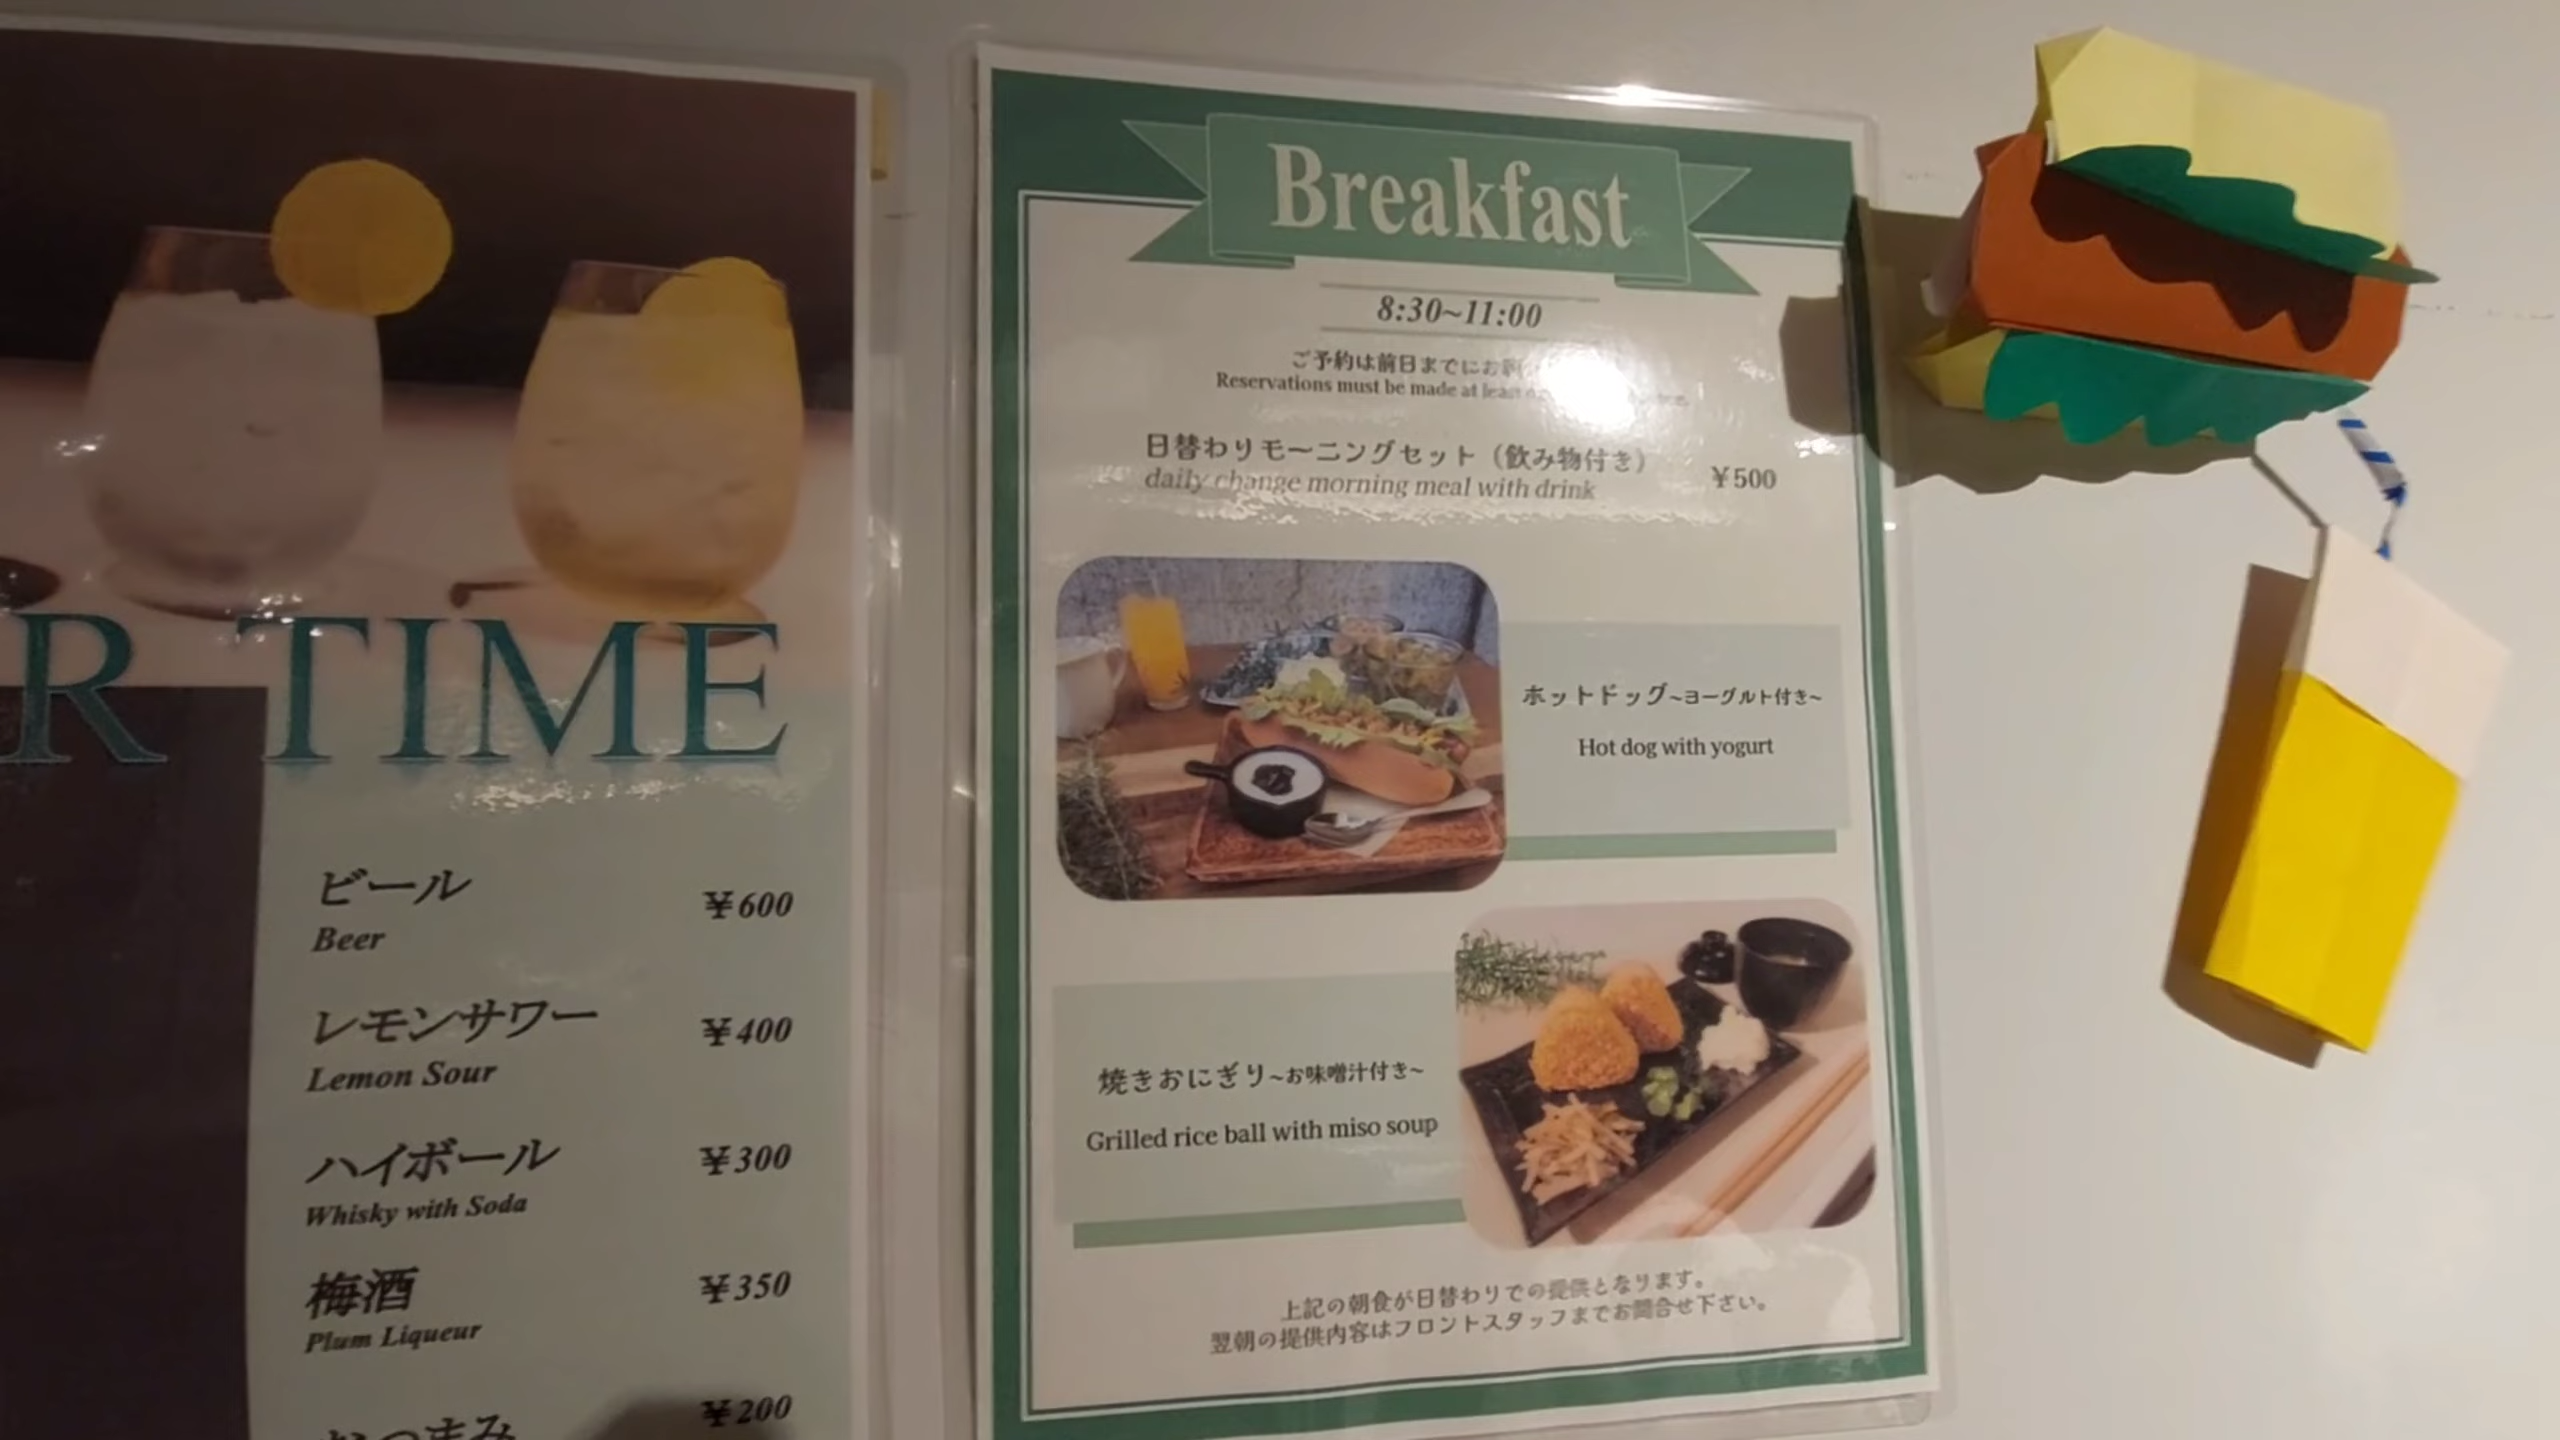 R TIME
ビール ¥600
Beer
レモンサワー ¥400
Lemon Sour
ハイボール ¥300
Whisky with Soda
梅酒 ¥350
Plum Liqueur
おつまみ ¥200
Breakfast
8:30~11:00
ご予約は前日までにお
Reservations must be made at least
日替わりモーニングセット（飲み物付き） ¥500
daily change morning meal with drink
ホットドッグ~ヨーグルト付き~
Hot dog with yogurt
焼きおにぎり~お味噌汁付き~
Grilled rice ball with miso soup
上記の朝食が日替わりでの提供となります。
翌朝の提供内容はフロントスタッフまでお問合せ下さい。